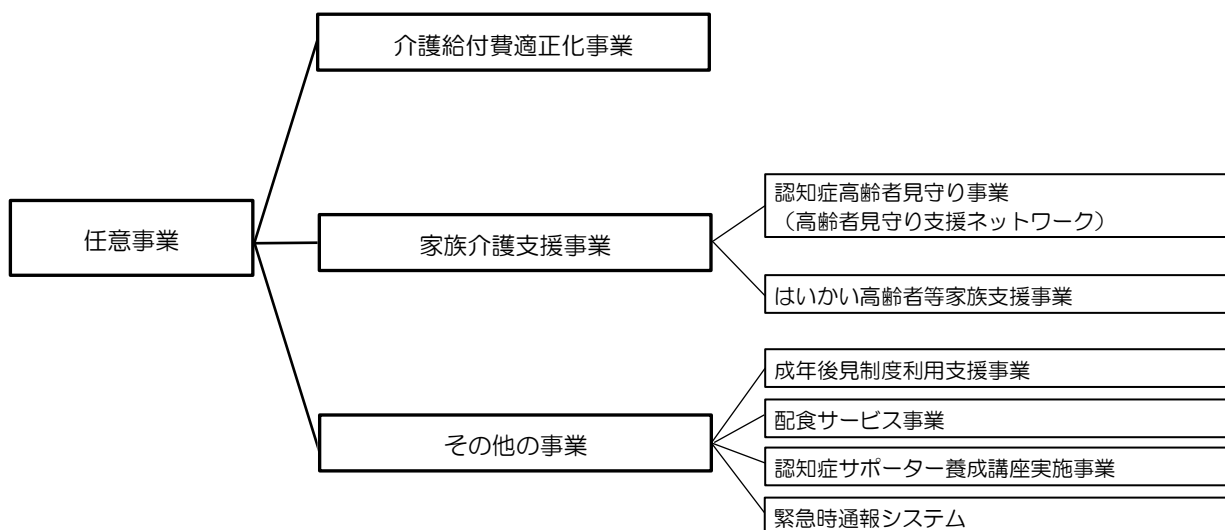 介護給付費適正化事業
任意事業
家族介護支援事業
認知症高齢者見守り事業
（高齢者見守り支援ネットワーク）
はいかい高齢者等家族支援事業
その他の事業
成年後見制度利用支援事業
配食サービス事業
認知症サポーター養成講座実施事業
緊急時通報システム